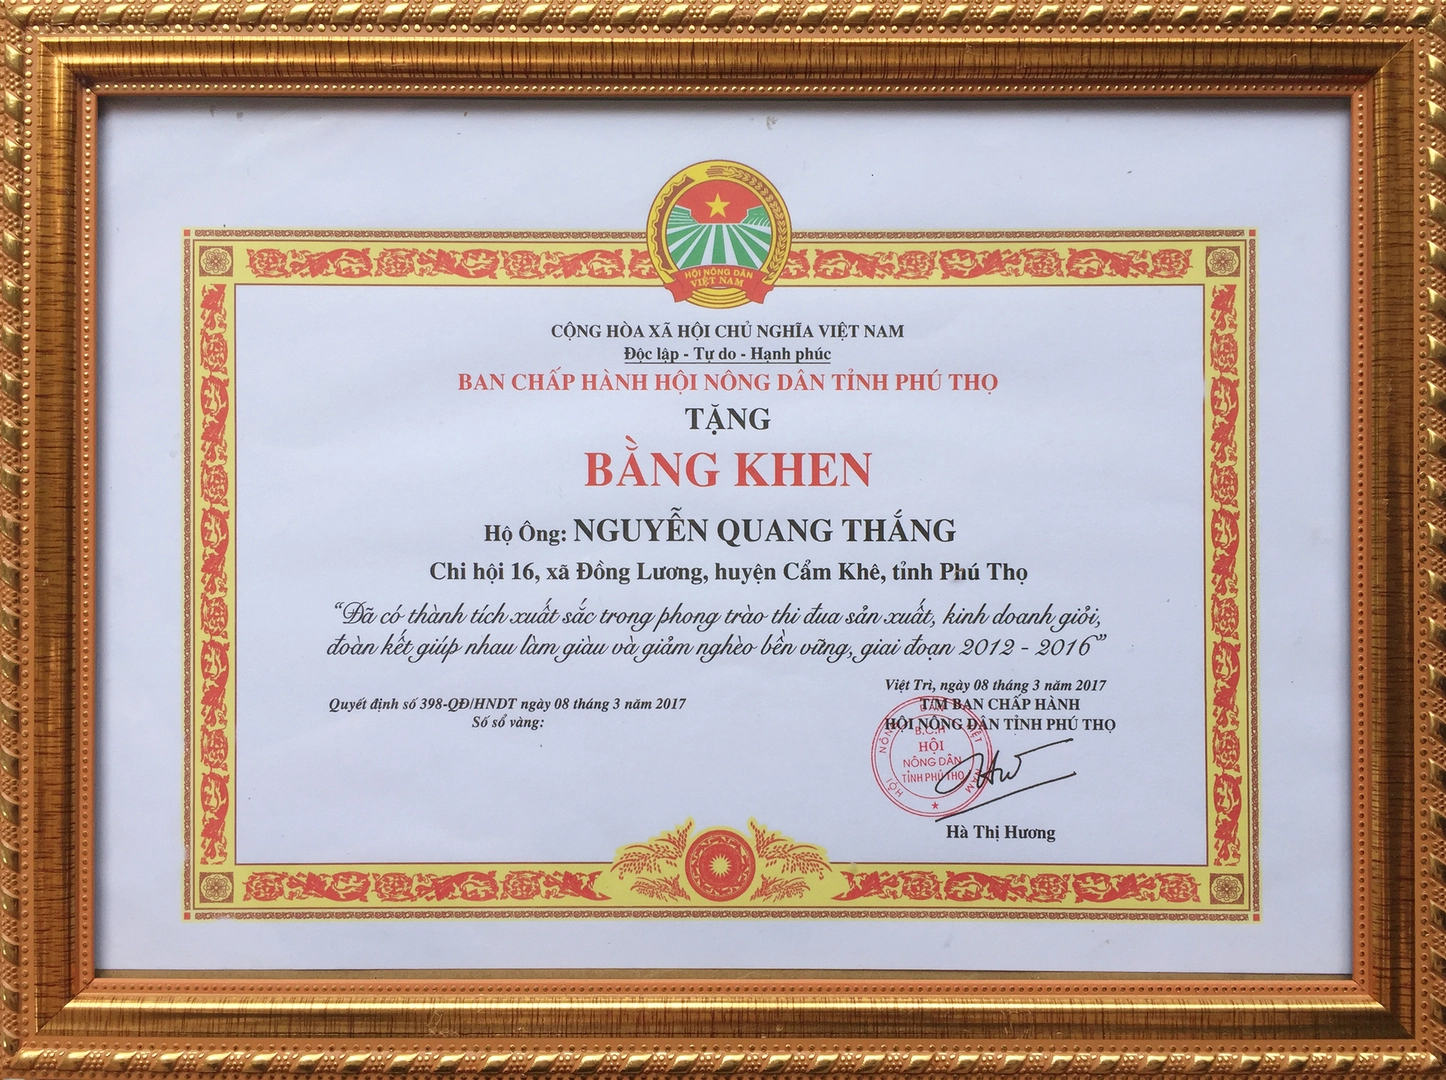 HỘI NÔNG DÂN
VIỆT NAM
CỘNG HÒA XÃ HỘI CHỦ NGHĨA VIỆT NAM
Độc lập - Tự do - Hạnh phúc
BAN CHẤP HÀNH HỘI NÔNG DÂN TỈNH PHÚ THỌ
TẶNG
BẰNG KHEN
Hộ Ông: NGUYỄN QUANG THẮNG
Chi hội 16, xã Đồng Lương, huyện Cẩm Khê, tỉnh Phú Thọ
“Đã có thành tích xuất sắc trong phong trào thi đua sản xuất, kinh doanh giỏi,
đoàn kết giúp nhau làm giàu và giảm nghèo bền vững, giai đoạn 2012 - 2016”
Quyết định số 398-QĐ/HNDT ngày 08 tháng 3 năm 2017
Số sổ vàng:
Việt Trì, ngày 08 tháng 3 năm 2017
T/M BAN CHẤP HÀNH
HỘI NÔNG DÂN TỈNH PHÚ THỌ
HỘI NÔNG DÂN VIỆT NAM
B.C.H
HỘI
NÔNG DÂN
TỈNH PHÚ THỌ
Hà Thị Hương